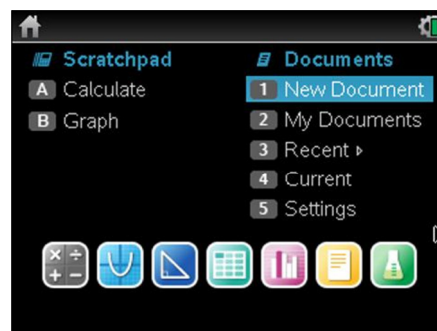 Scratchpad
A Calculate
B Graph
Documents
1 New Document
2 My Documents
3 Recent ▹
4 Current
5 Settings